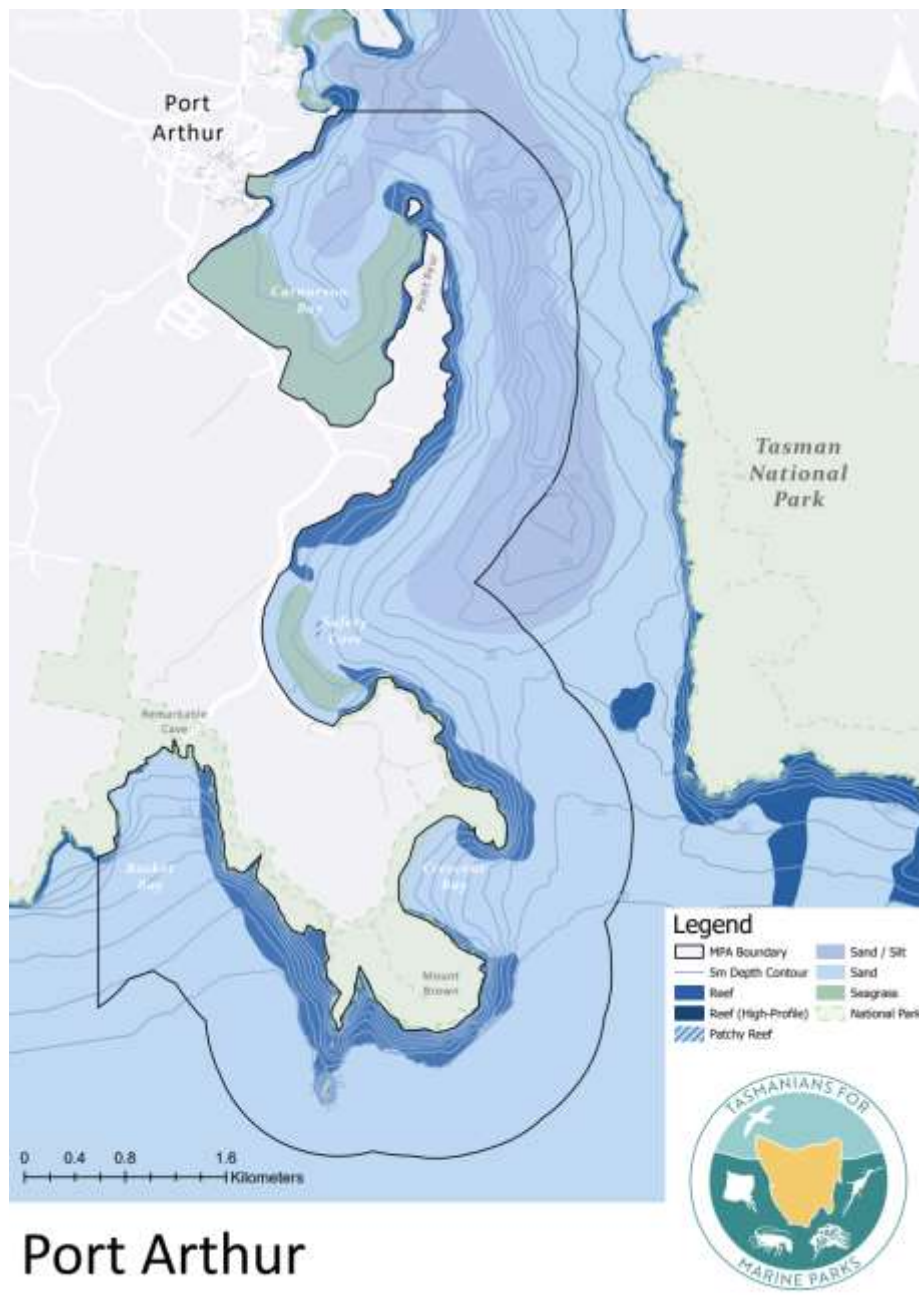 Port
Arthur
Carnarvon
Bay
Point Puer
Tasman
National
Park
Safety
Cove
Remarkable
Cave
Basket
Bay
Crescent
Bay
Mount
Brown
Legend
MPA Boundary
5m Depth Contour
Reef
Reef (High-Profile)
Patchy Reef
Sand / Silt
Sand
Seagrass
National Park
0 0.4 0.8 1.6
Kilometers
TASMANIANS FOR
MARINE PARKS
Port Arthur